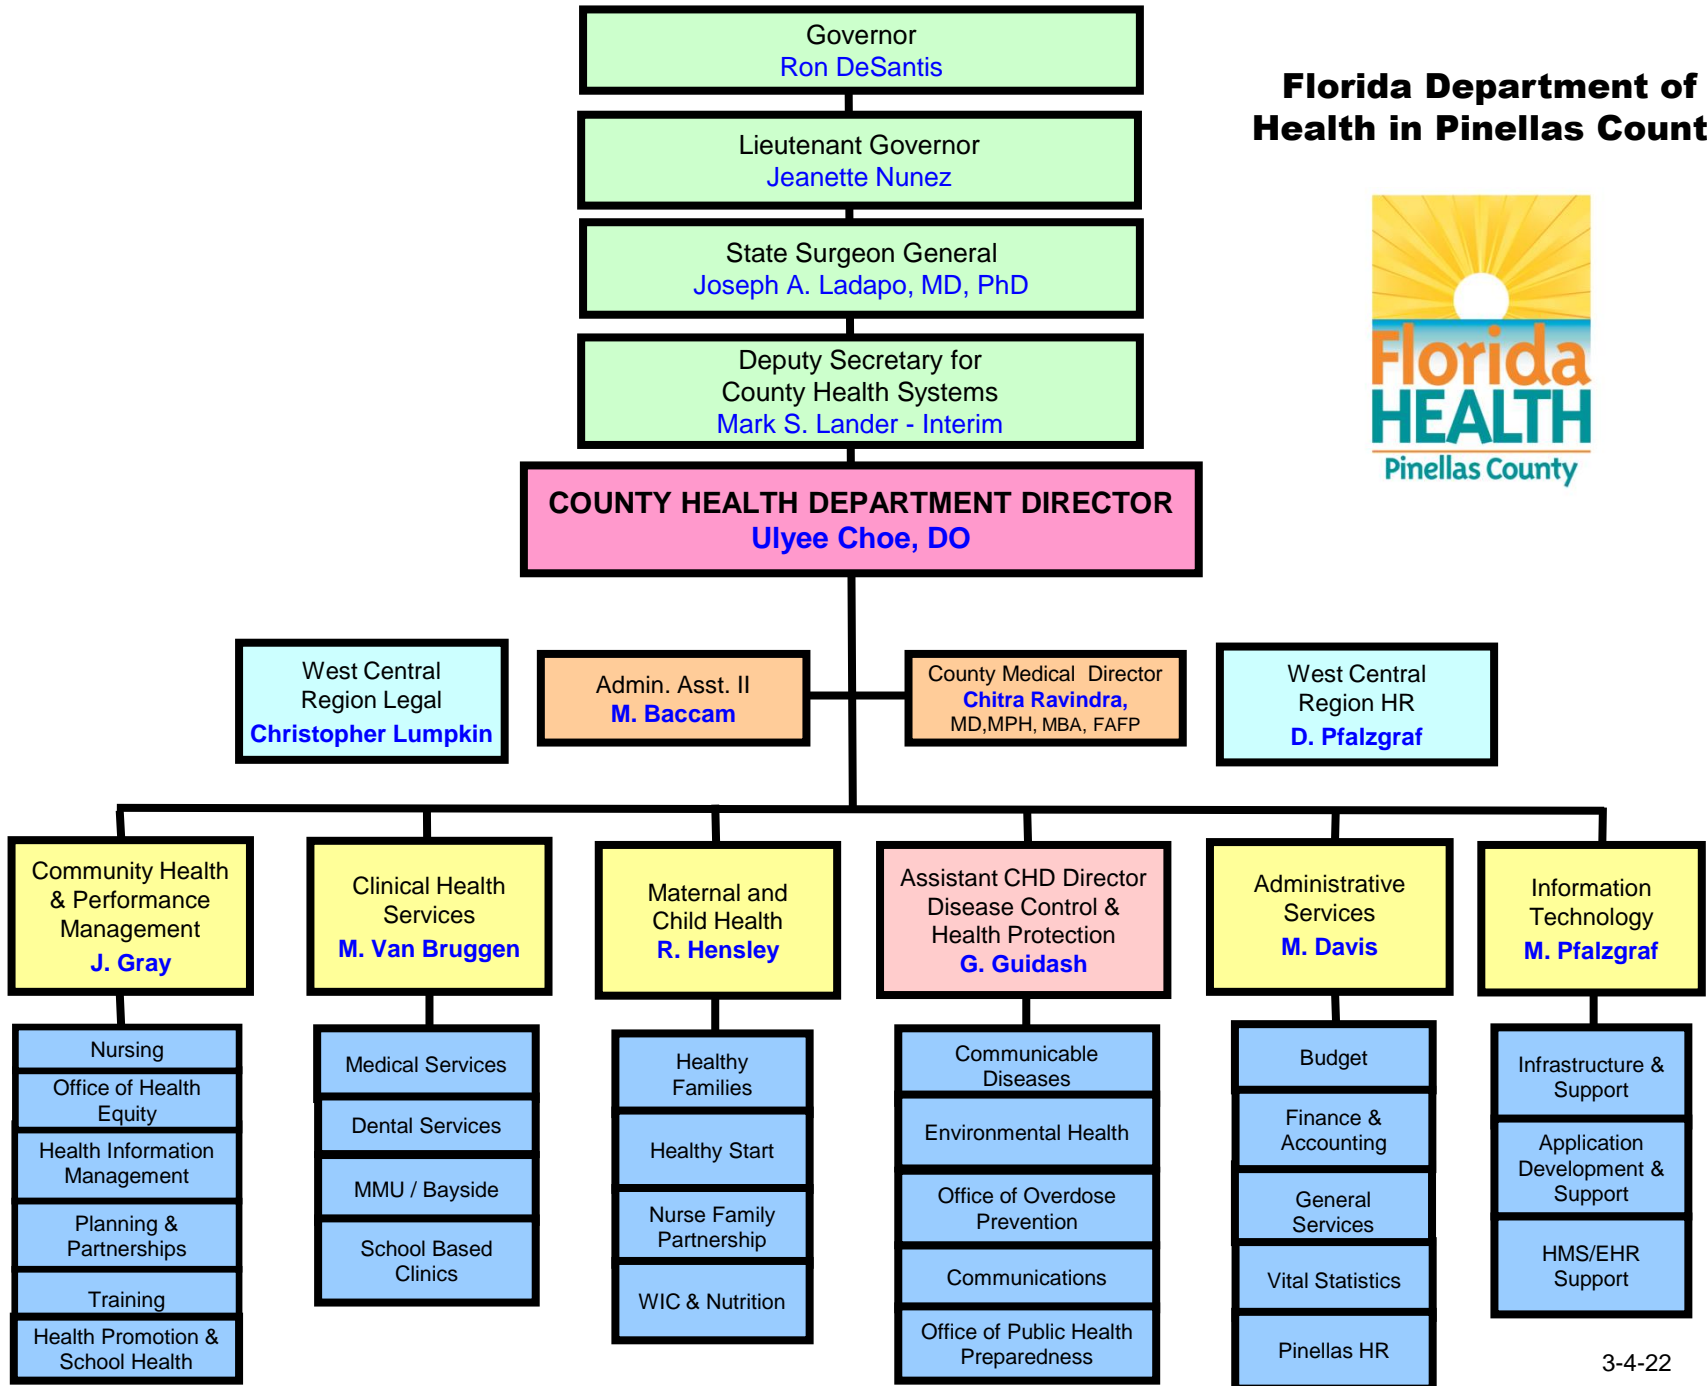 Governor
Ron DeSantis
Florida Department of
Health in Pinellas Count
Lieutenant Governor
Jeanette Nunez
State Surgeon General
Joseph A. Ladapo, MD, PhD
Florida
HEALTH
Pinellas County
Deputy Secretary for
County Health Systems
Mark S. Lander - Interim
COUNTY HEALTH DEPARTMENT DIRECTOR
Ulyee Choe, DO
West Central
Region Legal
Christopher Lumpkin
Admin. Asst. II
M. Baccam
County Medical Director
Chitra Ravindra,
MD,MPH, MBA, FAFP
West Central
Region HR
D. Pfalzgraf
Community Health
& Performance
Management
J. Gray
Clinical Health
Services
M. Van Bruggen
Maternal and
Child Health
R. Hensley
Assistant CHD Director
Disease Control &
Health Protection
G. Guidash
Administrative
Services
M. Davis
Information
Technology
M. Pfalzgraf
Nursing
Office of Health
Equity
Health Information
Management
Planning &
Partnerships
Training
Health Promotion &
School Health
Medical Services
Dental Services
MMU / Bayside
School Based
Clinics
Healthy
Families
Healthy Start
Nurse Family
Partnership
WIC & Nutrition
Communicable
Diseases
Environmental Health
Office of Overdose
Prevention
Communications
Office of Public Health
Preparedness
Budget
Finance &
Accounting
General
Services
Vital Statistics
Pinellas HR
Infrastructure &
Support
Application
Development &
Support
HMS/EHR
Support
3-4-22